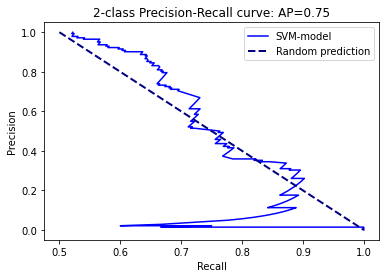 2-class Precision-Recall curve: AP=0.75
SVM-model
Random prediction
Precision
1.0
0.8
0.6
0.4
0.2
0.0
0.5 0.6 0.7 0.8 0.9 1.0
Recall